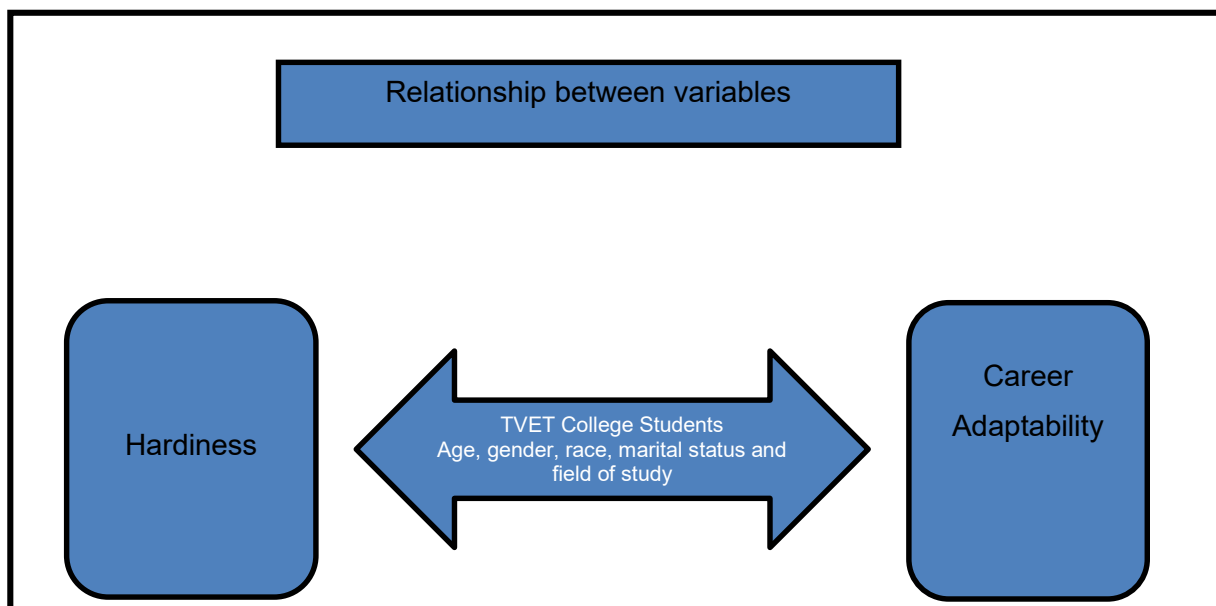 Relationship between variables
Hardiness
TVET College Students
Age, gender, race, marital status and
field of study
Career
Adaptability